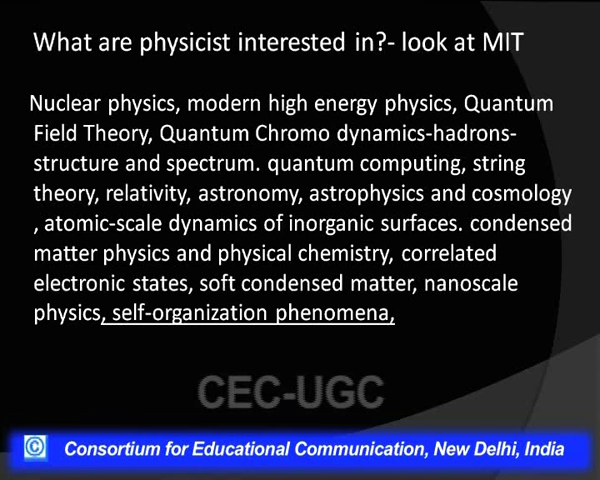 What are physicist interested in?- look at MIT
Nuclear physics, modern high energy physics, Quantum
Field Theory, Quantum Chromo dynamics-hadrons-
structure and spectrum. quantum computing, string
theory, relativity, astronomy, astrophysics and cosmology
, atomic-scale dynamics of inorganic surfaces. condensed
matter physics and physical chemistry, correlated
electronic states, soft condensed matter, nanoscale
physics, self-organization phenomena,
CEC-UGC
© Consortium for Educational Communication, New Delhi, India